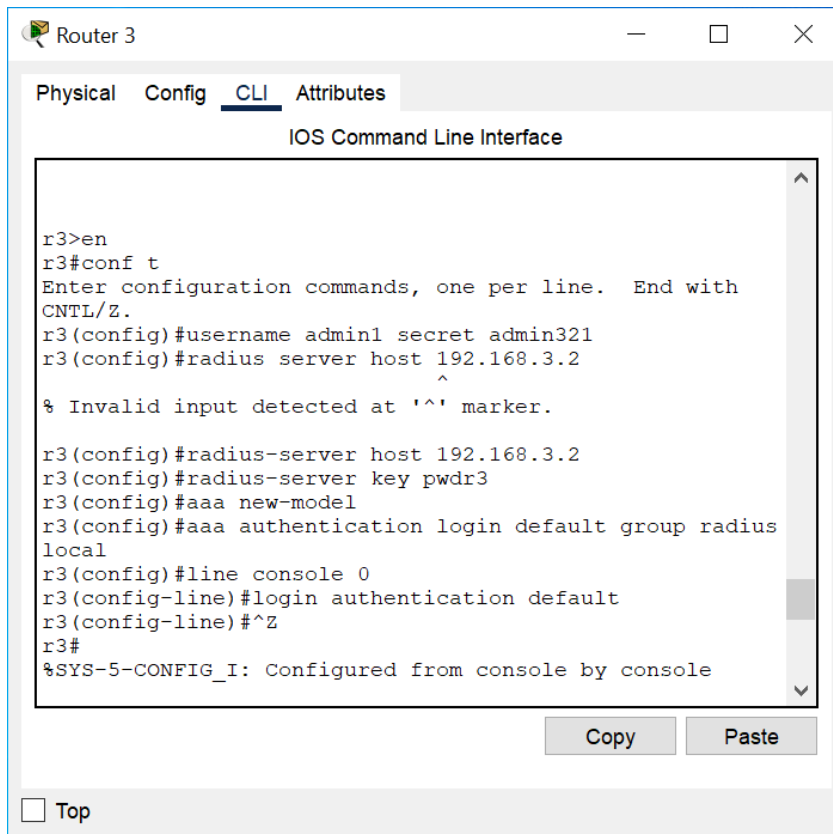 Router 3
Physical Config CLI Attributes
IOS Command Line Interface
r3>en
r3#conf t
Enter configuration commands, one per line.  End with
CNTL/Z.
r3(config)#username admin1 secret admin321
r3(config)#radius server host 192.168.3.2
^
% Invalid input detected at '^' marker.
r3(config)#radius-server host 192.168.3.2
r3(config)#radius-server key pwdr3
r3(config)#aaa new-model
r3(config)#aaa authentication login default group radius
local
r3(config)#line console 0
r3(config-line)#login authentication default
r3(config-line)#^Z
r3#
%SYS-5-CONFIG_I: Configured from console by console
Copy Paste
Top